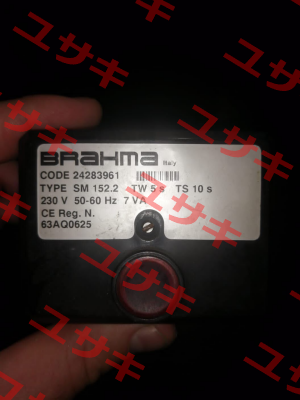 ユサキ
BRAHMA Italy
CODE 24283961
TYPE SM 152.2 TW 5 s TS 10 s
230 V 50-60 Hz 7 VA
CE Reg. N.
63AQ0625
ユサキ
ユサキ
ユサキ
ユサキ
ユサキ